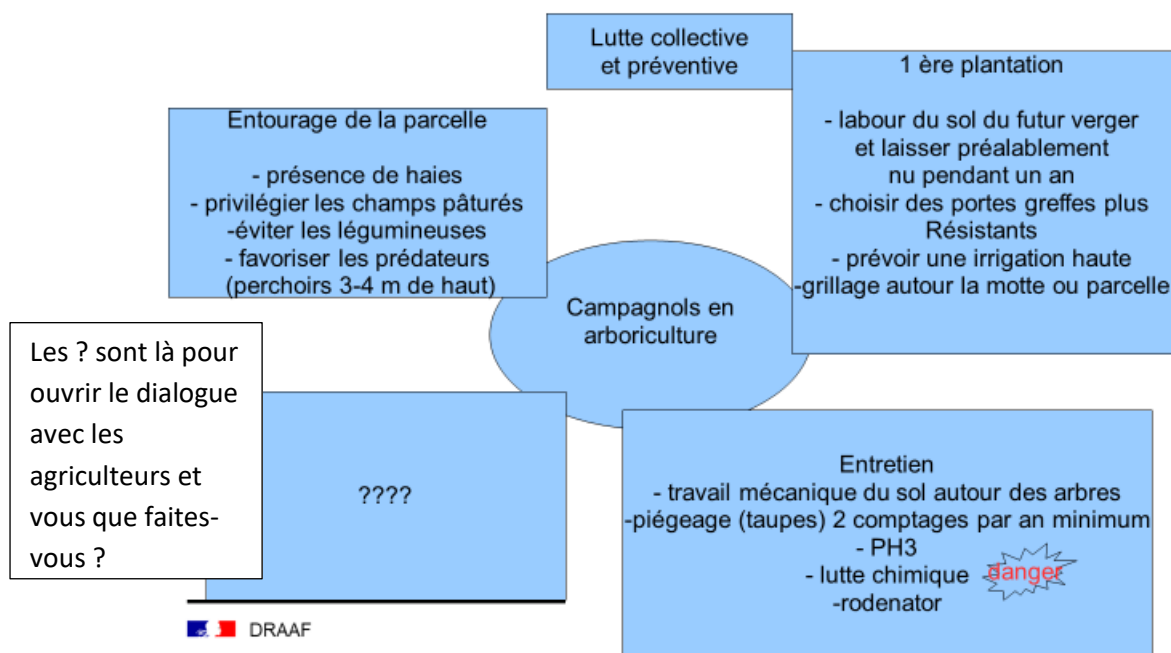 Lutte collective
et préventive
1 ère plantation
- labour du sol du futur verger
et laisser préalablement
nu pendant un an
- choisir des portes greffes plus
Résistants
- prévoir une irrigation haute
-grillage autour la motte ou parcelle
Entourage de la parcelle
- présence de haies
- privilégier les champs pâturés
-éviter les légumineuses
- favoriser les prédateurs
(perchoirs 3-4 m de haut)
Campagnols en
arboriculture
Les ? sont là pour
ouvrir le dialogue
avec les
agriculteurs et
vous que faites-
vous ?
????
Entretien
- travail mécanique du sol autour des arbres
-piégeage (taupes) 2 comptages par an minimum
- PH3
- lutte chimique danger
-rodenator
DRAAF